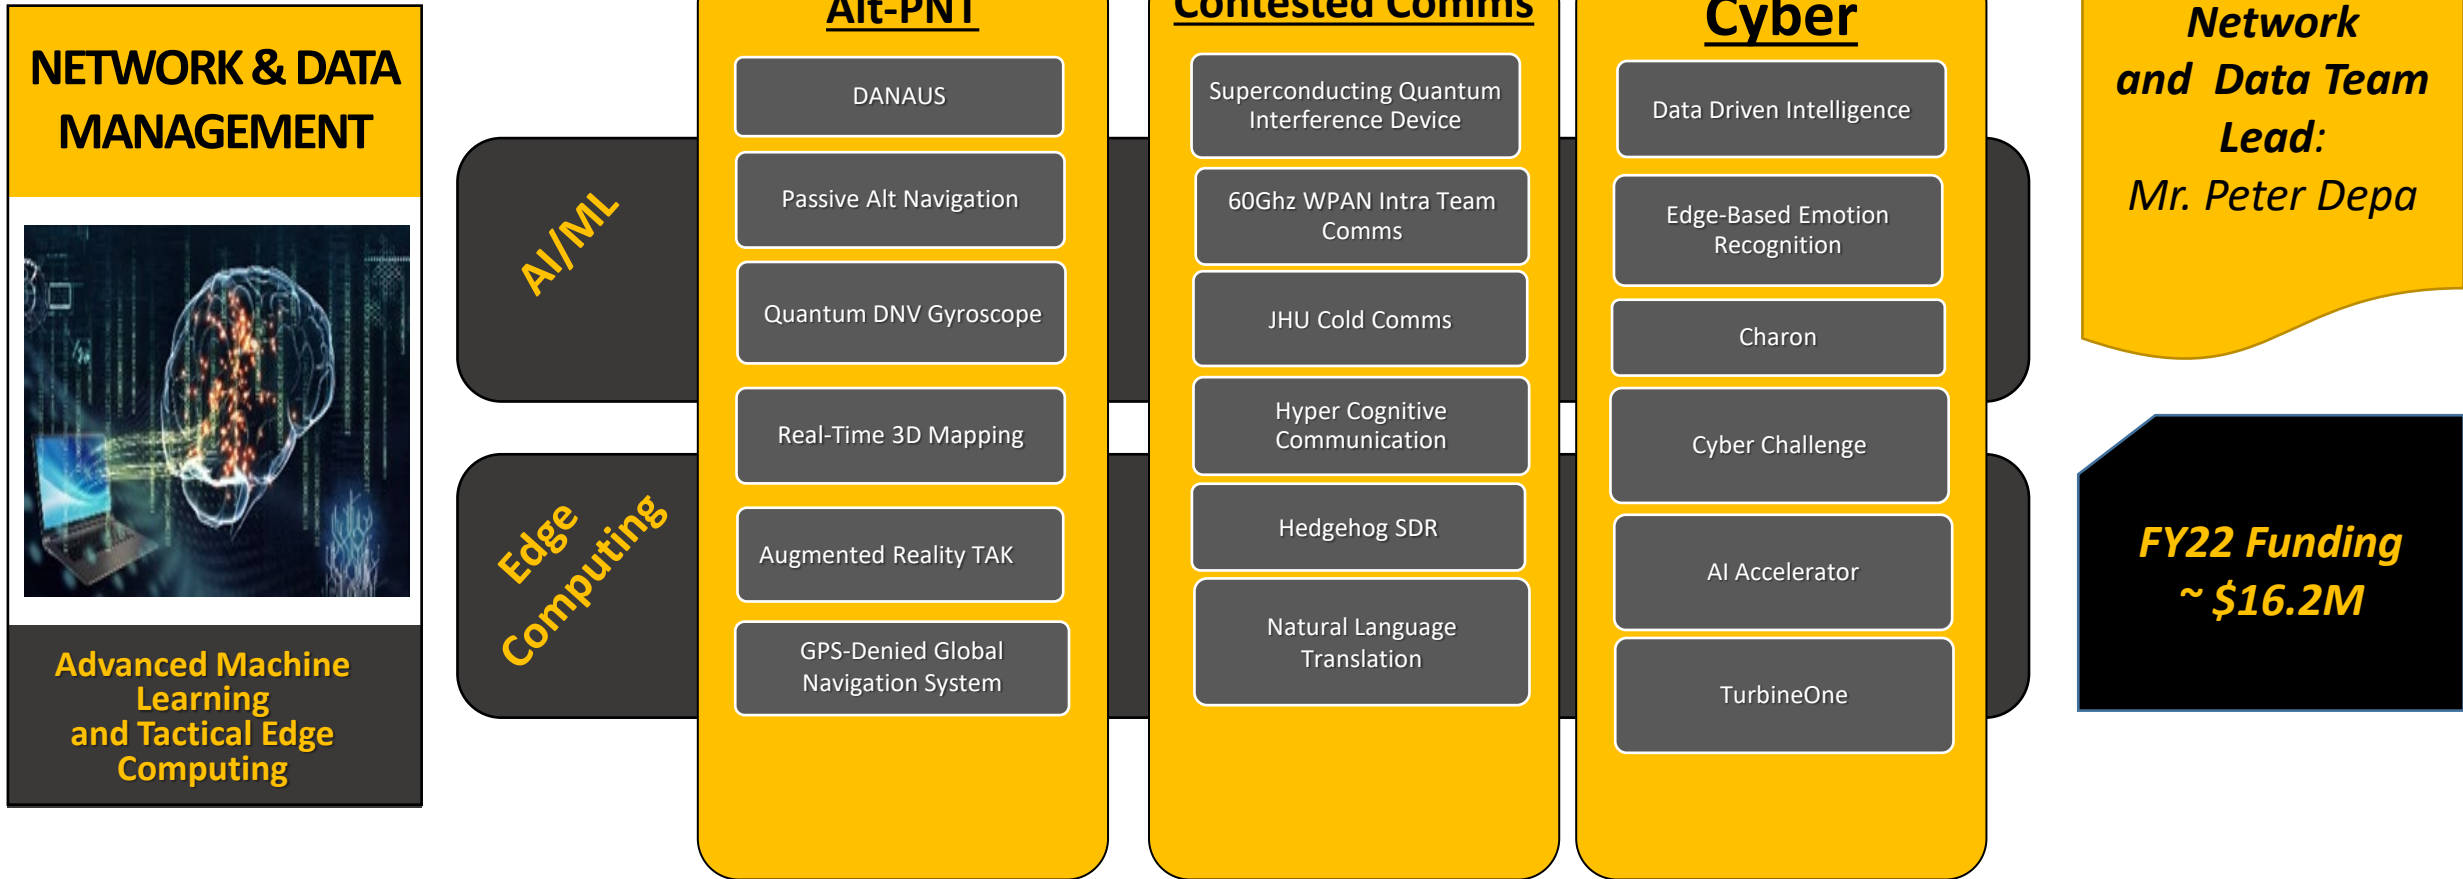 NETWORK & DATA
MANAGEMENT
Advanced Machine
Learning
and Tactical Edge
Computing
AI/ML
Edge
Computing
Alt-PNT
DANAUS
Passive Alt Navigation
Quantum DNV Gyroscope
Real-Time 3D Mapping
Augmented Reality TAK
GPS-Denied Global
Navigation System
Contested Comms
Superconducting Quantum
Interference Device
60Ghz WPAN Intra Team
Comms
JHU Cold Comms
Hyper Cognitive
Communication
Hedgehog SDR
Natural Language
Translation
Cyber
Data Driven Intelligence
Edge-Based Emotion
Recognition
Charon
Cyber Challenge
AI Accelerator
TurbineOne
Network
and Data Team
Lead:
Mr. Peter Depa
FY22 Funding
~ $16.2M